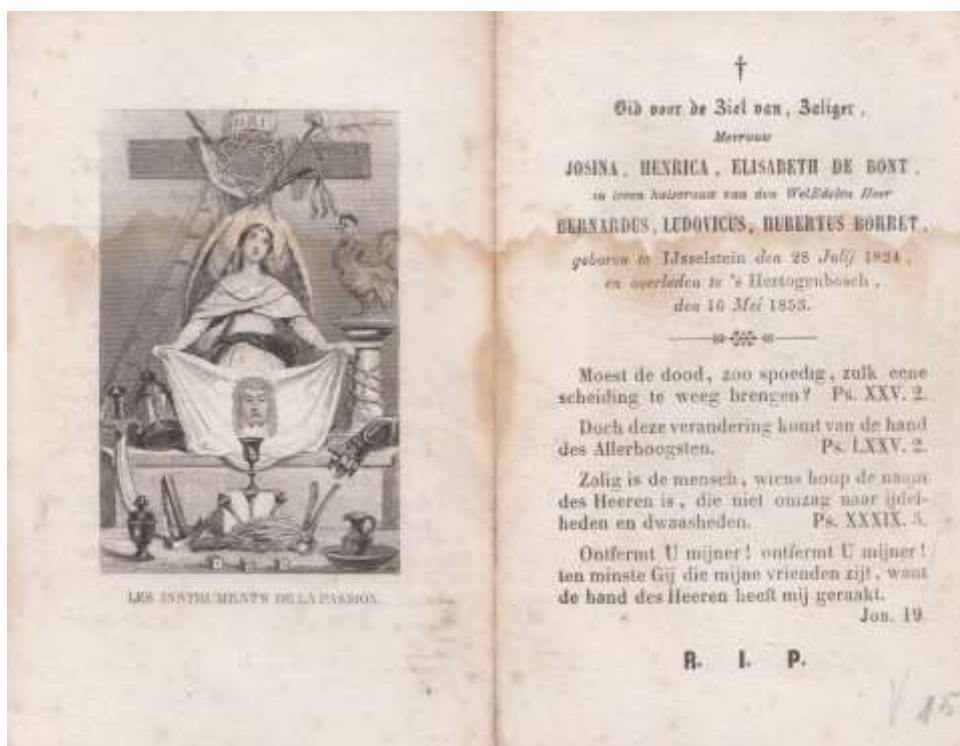 INRI
LES INSTRUMENTS DE LA PASSION.
†
Bid voor de Ziel van, Zaliger,
Mevrouw
JOSINA, HENRICA, ELISABETH DE BONT,
in leven huisvrouw van den WelEdelen Heer
BERNARDUS, LUDOVICUS, HUBERTUS BORRET,
geboren te IJsselstein den 28 Julij 1824,
en overleden te 's Hertogenbosch,
den 16 Mei 1853.
Moest de dood, zoo spoedig, zulk eene
scheiding te weeg brengen? Ps. XXV. 2.
Doch deze verandering komt van de hand
des Allerhoogsten. Ps. LXXV. 2.
Zalig is de mensch, wiens hoop de naam
des Heeren is, die niet omzag naar ijdel-
heden en dwaasheden. Ps. XXXIX. 5.
Ontfermt U mijner! ontfermt U mijner!
ten minste Gij die mijne vrienden zijt, want
de hand des Heeren heeft mij geraakt.
Job. 19.
R. I. P.